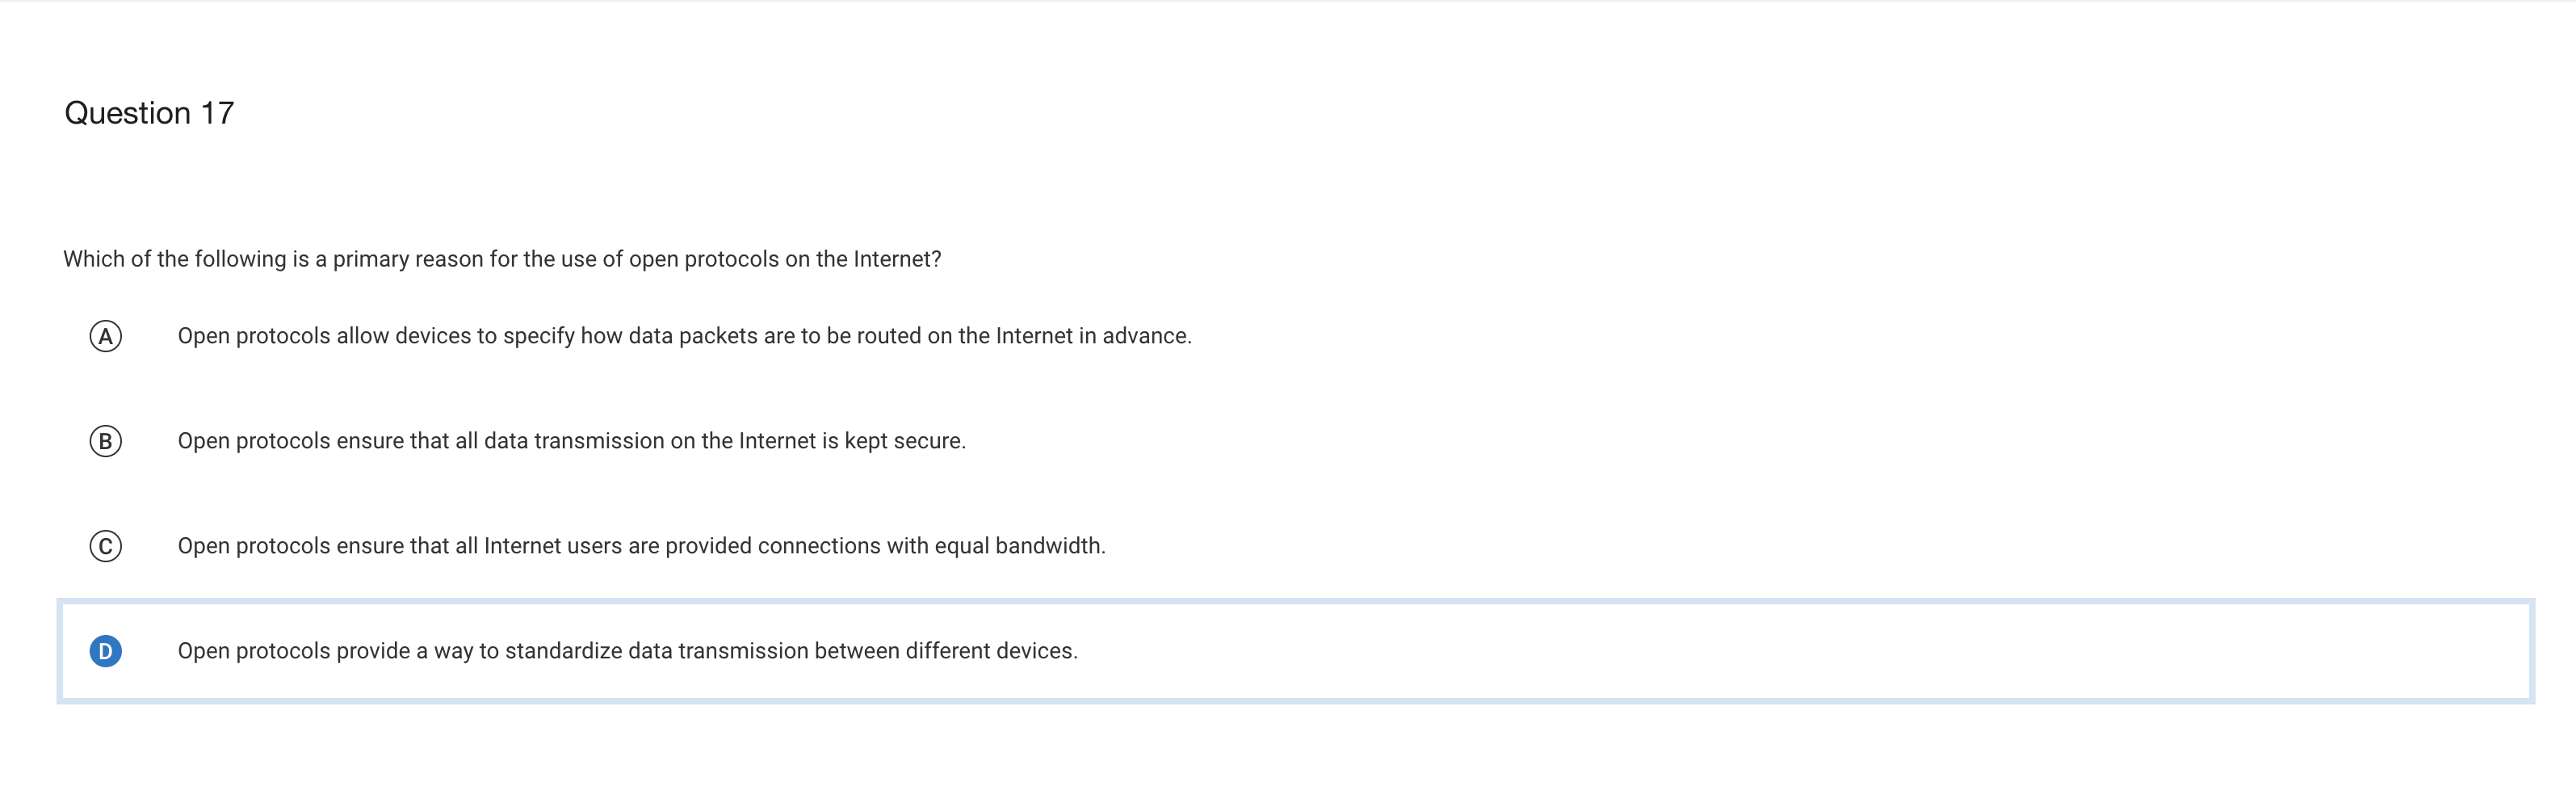 Question 17
Which of the following is a primary reason for the use of open protocols on the Internet?
A Open protocols allow devices to specify how data packets are to be routed on the Internet in advance.
B Open protocols ensure that all data transmission on the Internet is kept secure.
C Open protocols ensure that all Internet users are provided connections with equal bandwidth.
D Open protocols provide a way to standardize data transmission between different devices.